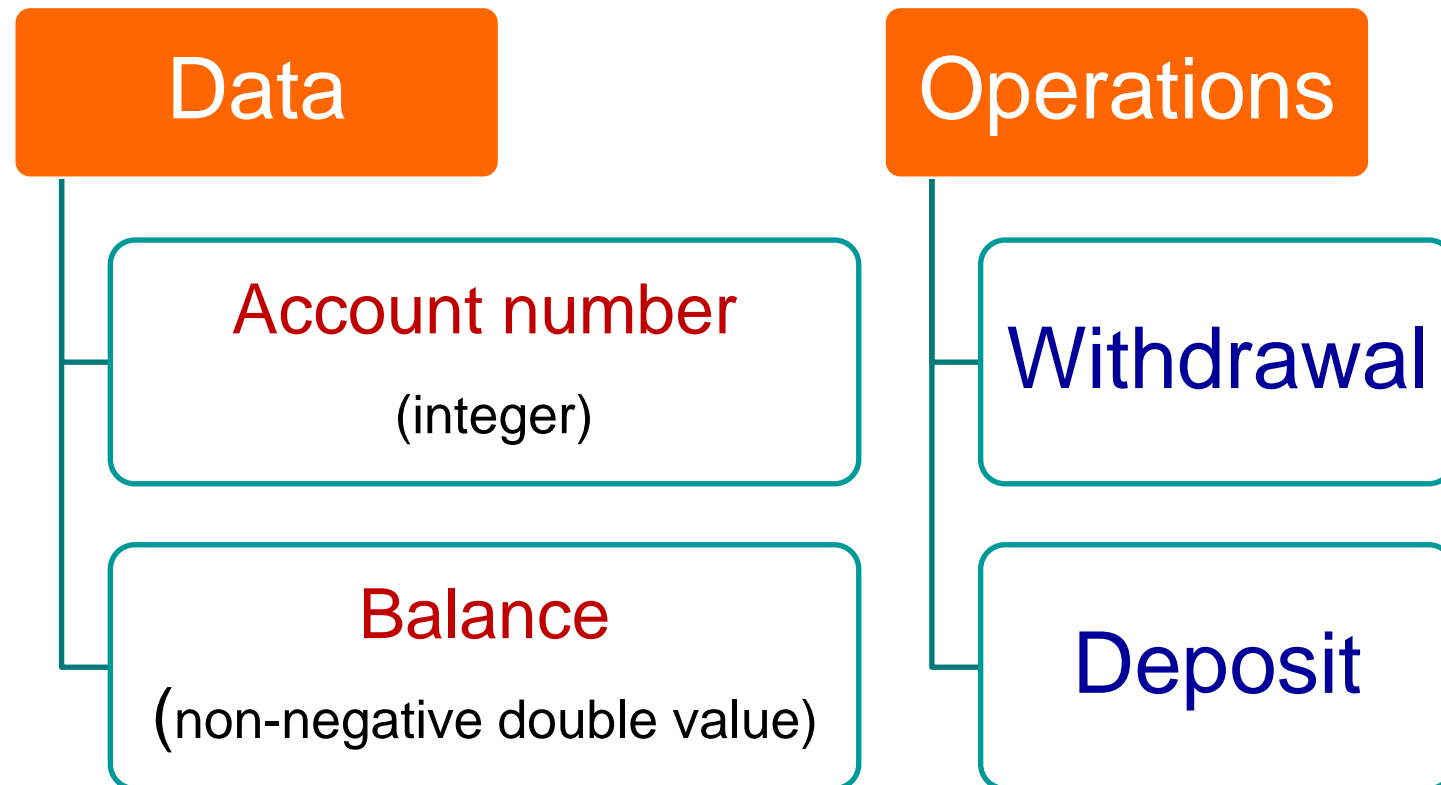 Data
Account number
(integer)
Balance
(non-negative double value)
Operations
Withdrawal
Deposit